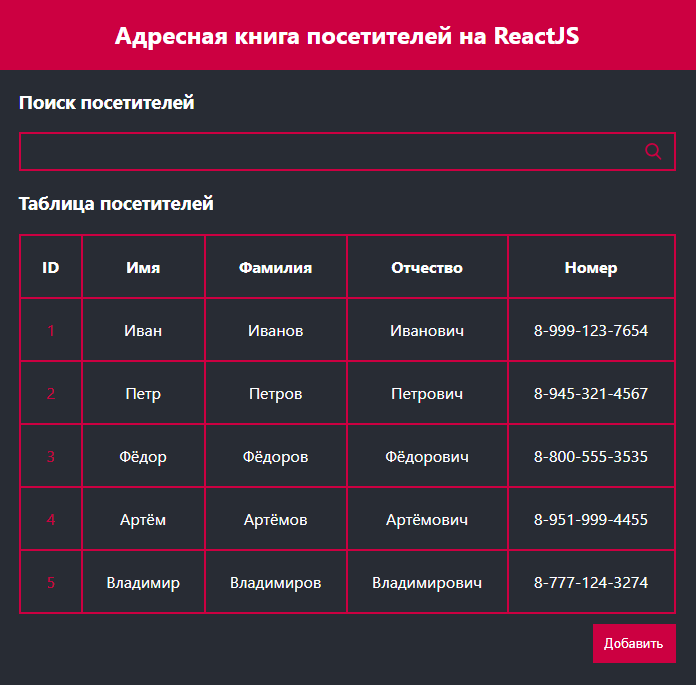 Адресная книга посетителей на ReactJS
Поиск посетителей
Таблица посетителей
ID Имя Фамилия Отчество Номер
1 Иван Иванов Иванович 8-999-123-7654
2 Петр Петров Петрович 8-945-321-4567
3 Фёдор Фёдоров Фёдорович 8-800-555-3535
4 Артём Артёмов Артёмович 8-951-999-4455
5 Владимир Владимиров Владимирович 8-777-124-3274
Добавить